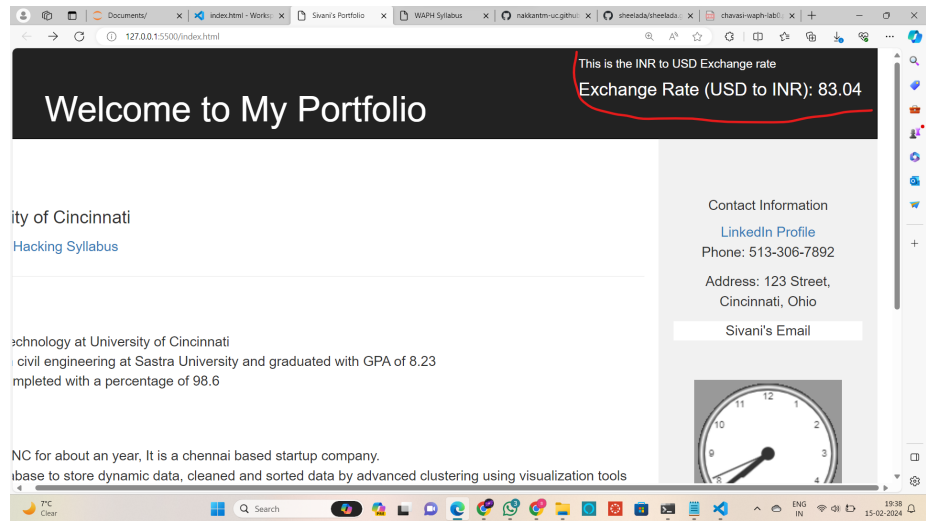 Documents/
index.html - Works
Sivani's Portfolio
WAPH Syllabus
nakkantm-uc.github
sheelada/sheelada.g
chavasi-waph-lab0
127.0.0.1:5500/index.html
This is the INR to USD Exchange rate
Exchange Rate (USD to INR): 83.04
Welcome to My Portfolio
ity of Cincinnati
Hacking Syllabus
Contact Information
LinkedIn Profile
Phone: 513-306-7892
Address: 123 Street,
Cincinnati, Ohio
Sivani's Email
echnology at University of Cincinnati
civil engineering at Sastra University and graduated with GPA of 8.23
mpleted with a percentage of 98.6
12
11 1
10 2
9 3
8 4
NC for about an year, It is a chennai based startup company.
abase to store dynamic data, cleaned and sorted data by advanced clustering using visualization tools
7°C
Clear
Search
ENG
IN
19:38
15-02-2024